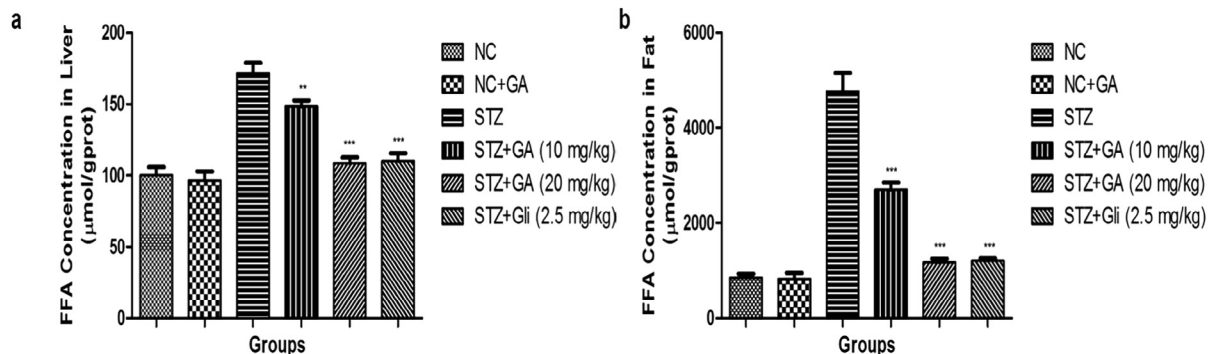 a
FFA Concentration in Liver
(μmol/gprot)
200
150
100
50
0
**
***
***
Groups
NC
NC+GA
STZ
STZ+GA (10 mg/kg)
STZ+GA (20 mg/kg)
STZ+Gli (2.5 mg/kg)
b
FFA Concentration in Fat
(μmol/gprot)
6000
4000
2000
0
***
***
***
Groups
NC
NC+GA
STZ
STZ+GA (10 mg/kg)
STZ+GA (20 mg/kg)
STZ+Gli (2.5 mg/kg)